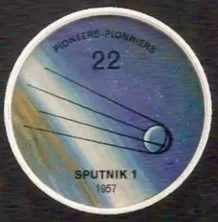 PIONEERS-PIONNIERS
22
SPUTNIK 1
1957